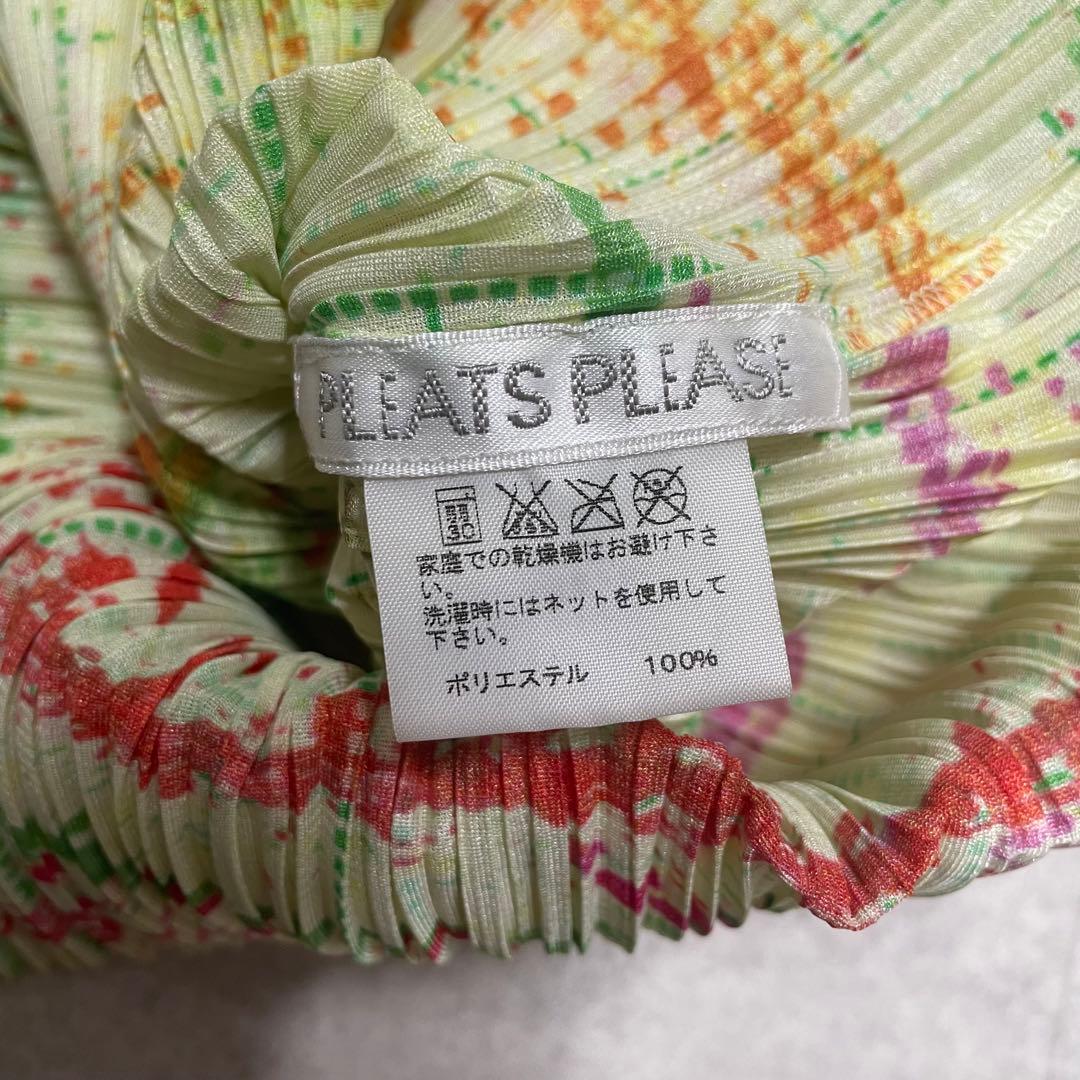 PLEATS PLEASE
家庭での乾燥機はお避け下さ
い。
洗濯時にはネットを使用して
下さい。
ポリエステル 100%